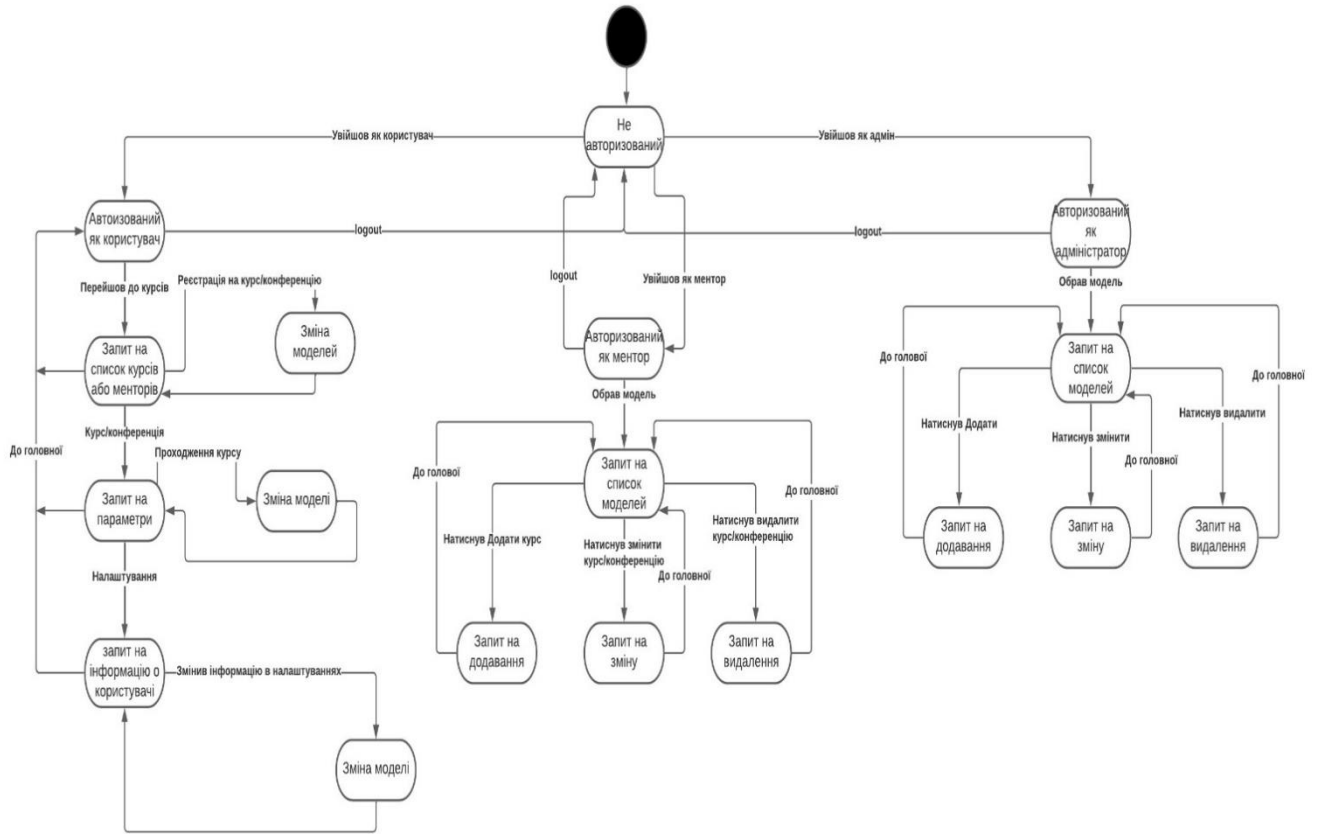 Не
авторизований
Увійшов як користувач
Увійшов як адмін
Автоизований
як користувач
logout
logout
Авторизований
як
адміністратор
logout
Увійшов як ментор
Перейшов до курсів
Реєстрація на курс/конференцію
Обрав модель
Зміна
моделей
Авторизований
як ментор
Запит на
список курсів
або менторів
Запит на
список
моделей
До голової
До головної
Обрав модель
Натиснув Додати
Натиснув видалити
Натиснув змінити
До головної
Курс/конференція
До головної
Проходження курсу
Запит на
список
моделей
До голової
До головної
Запит на
параметри
Зміна моделі
Запит на
додавання
Запит на
зміну
Запит на
видалення
Натиснув Додати курс
Натиснув змінити
курс/конференцію
Натиснув видалити
курс/конференцію
До головної
Налаштування
запит на
інформацію о
користувачі
Змінив інформацію в налаштуваннях
Запит на
додавання
Запит на
зміну
Запит на
видалення
Зміна моделі